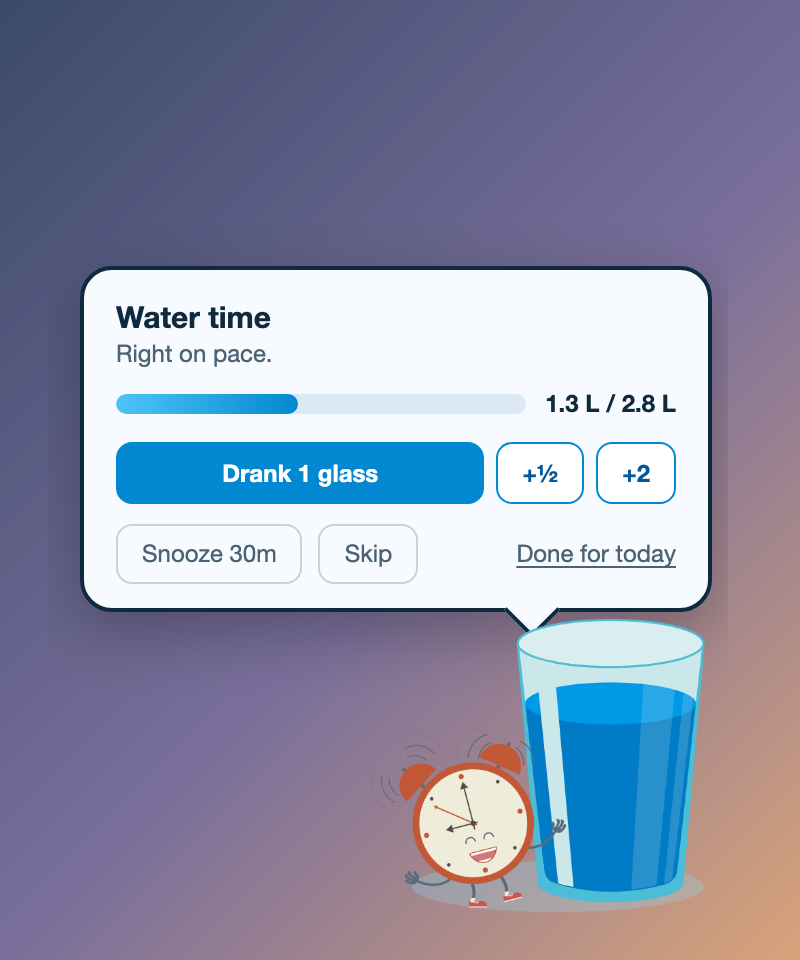 Water time
Right on pace.
1.3 L / 2.8 L
Drank 1 glass
+½
+2
Snooze 30m
Skip
Done for today